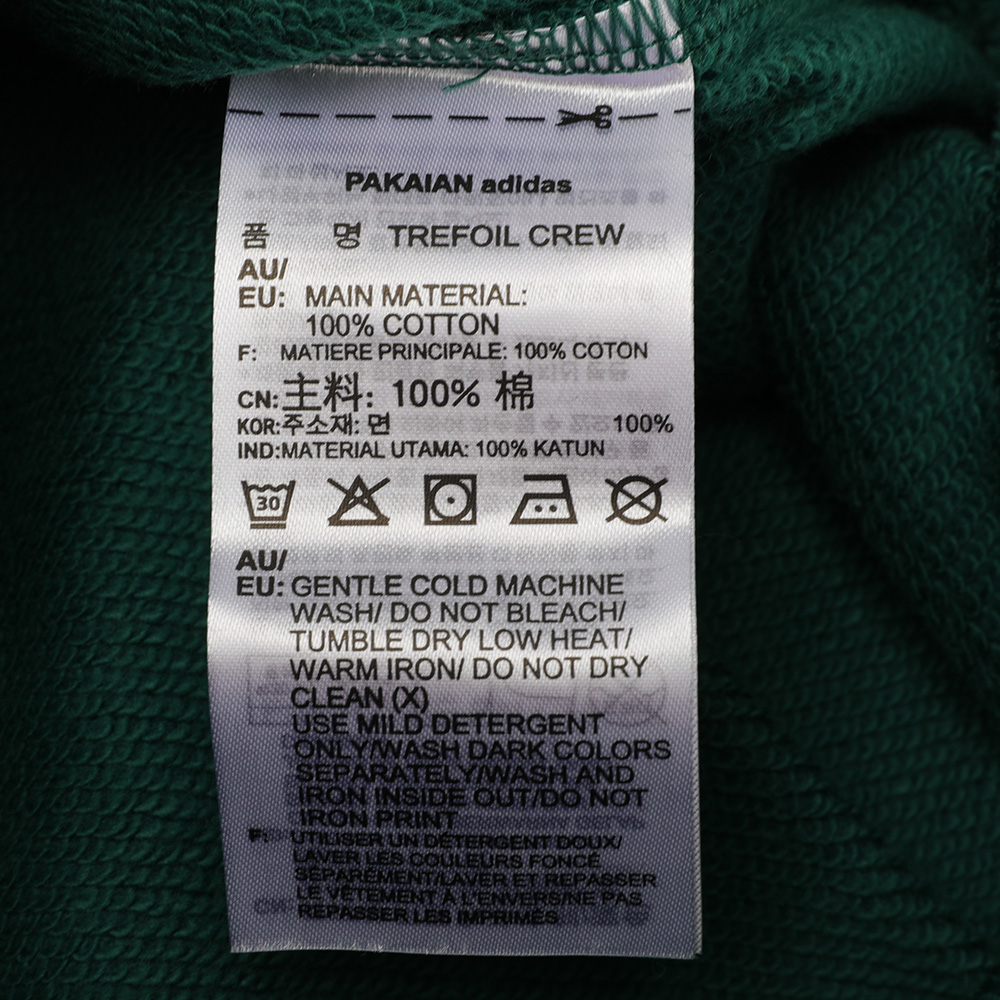 PAKAIAN adidas
품 명 TREFOIL CREW
AU/
EU: MAIN MATERIAL:
100% COTTON
F: MATIERE PRINCIPALE: 100% COTON
CN:主料: 100% 棉
KOR:주소재: 면 100%
IND:MATERIAL UTAMA: 100% KATUN
30
AU/
EU: GENTLE COLD MACHINE
WASH/ DO NOT BLEACH/
TUMBLE DRY LOW HEAT/
WARM IRON/ DO NOT DRY
CLEAN (X)
USE MILD DETERGENT
ONLY/WASH DARK COLORS
SEPARATELY/WASH AND
IRON INSIDE OUT/DO NOT
IRON PRINT
F: UTILISER UN DÉTERGENT DOUX/
LAVER LES COULEURS FONCÉ
SÉPARÉMENT/LAVER ET REPASSER
LE VÊTEMENT A L'ENVERS/NE PAS
REPASSER LES IMPRIMÉS